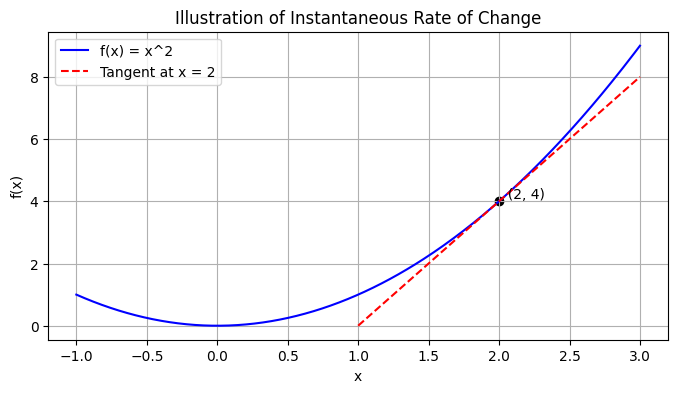 Illustration of Instantaneous Rate of Change
f(x) = x^2
Tangent at x = 2
f(x)
8
6
4
2
0
(2, 4)
−1.0 −0.5 0.0 0.5 1.0 1.5 2.0 2.5 3.0
x